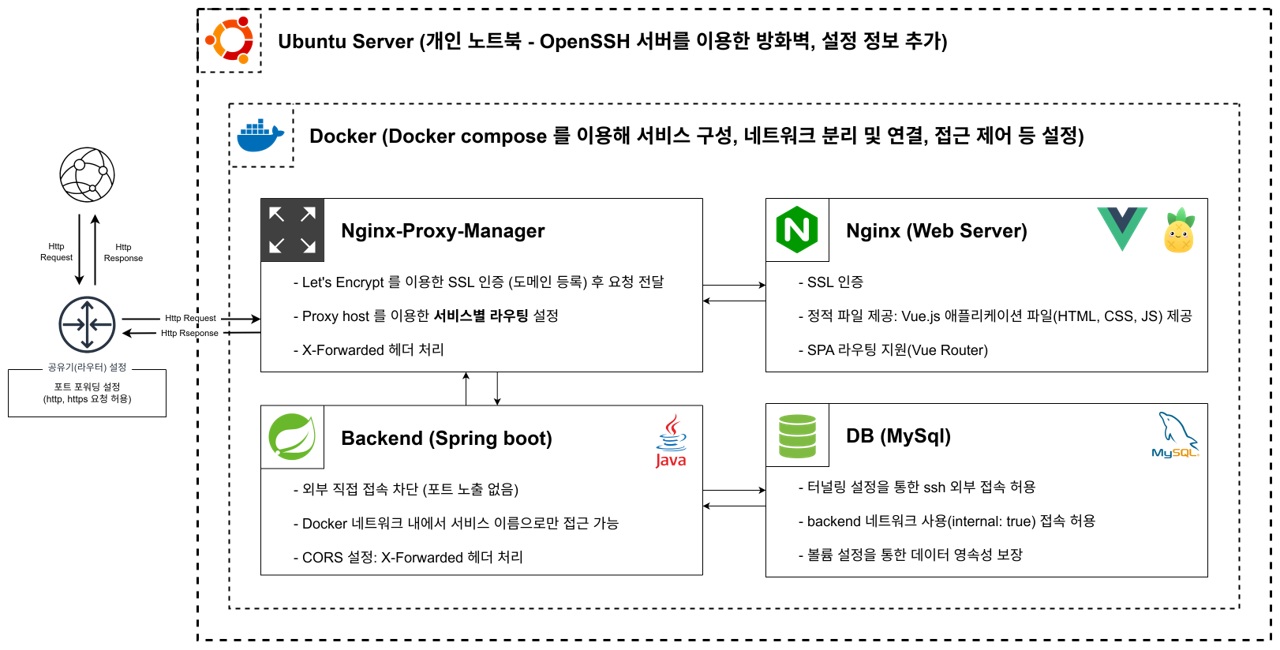 Ubuntu Server (개인 노트북 - OpenSSH 서버를 이용한 방화벽, 설정 정보 추가)
Docker (Docker compose 를 이용해 서비스 구성, 네트워크 분리 및 연결, 접근 제어 등 설정)
Http
Request
Http
Response
Http Request
Http Rseponse
공유기(라우터) 설정
포트 포워딩 설정
(http, https 요청 허용)
Nginx-Proxy-Manager
- Let's Encrypt 를 이용한 SSL 인증 (도메인 등록) 후 요청 전달
- Proxy host 를 이용한 서비스별 라우팅 설정
- X-Forwarded 헤더 처리
Nginx (Web Server)
- SSL 인증
- 정적 파일 제공: Vue.js 애플리케이션 파일(HTML, CSS, JS) 제공
- SPA 라우팅 지원(Vue Router)
Backend (Spring boot)
Java
- 외부 직접 접속 차단 (포트 노출 없음)
- Docker 네트워크 내에서 서비스 이름으로만 접근 가능
- CORS 설정: X-Forwarded 헤더 처리
DB (MySql)
MySQL
- 터널링 설정을 통한 ssh 외부 접속 허용
- backend 네트워크 사용(internal: true) 접속 허용
- 볼륨 설정을 통한 데이터 영속성 보장